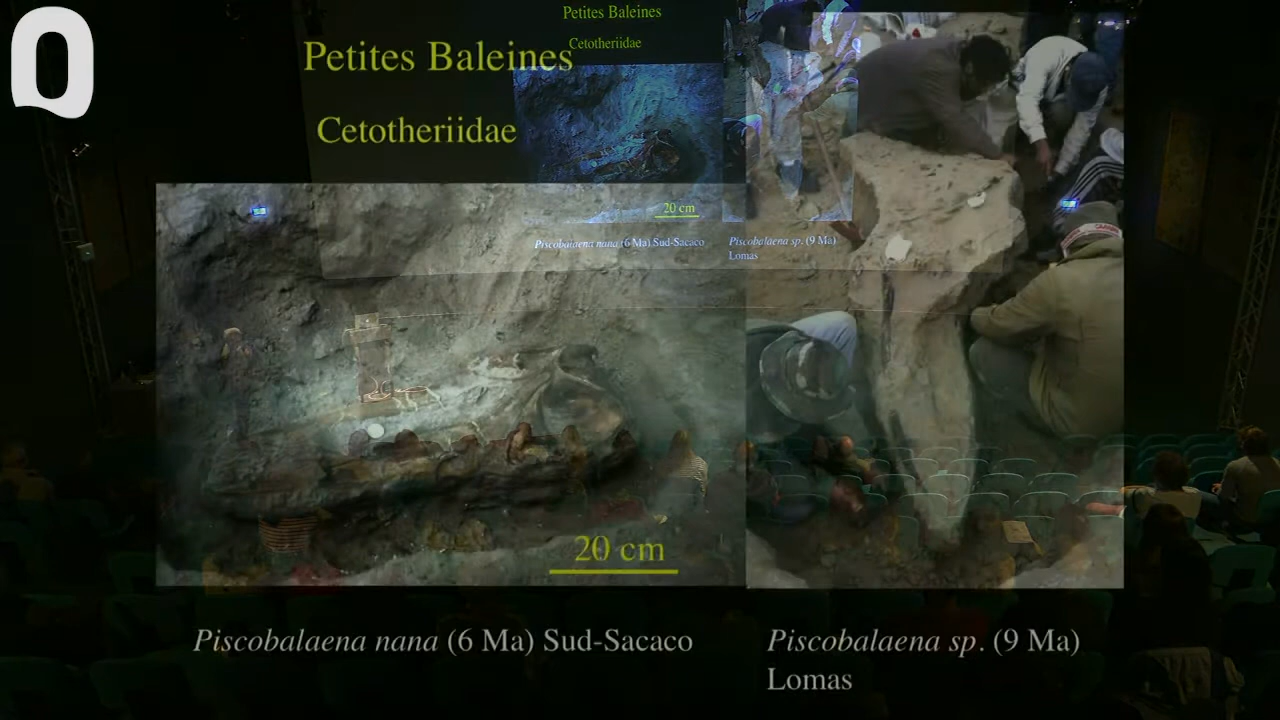 Petites Baleines
Cetotheriidae
20 cm
Piscobalaena nana (6 Ma) Sud-Sacaco
Piscobalaena sp. (9 Ma)
Lomas
Petites Baleines
Cetotheriidae
20 cm
Piscobalaena nana (6 Ma) Sud-Sacaco
Piscobalaena sp. (9 Ma)
Lomas